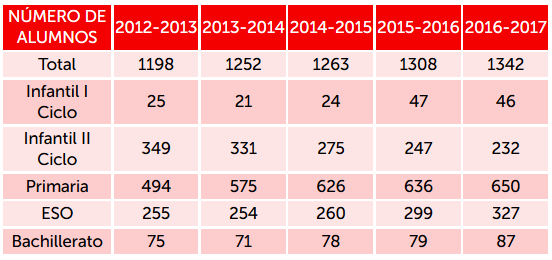 NÚMERO DE ALUMNOS 2012-2013 2013-2014 2014-2015 2015-2016 2016-2017
Total 1198 1252 1263 1308 1342
Infantil I Ciclo 25 21 24 47 46
Infantil II Ciclo 349 331 275 247 232
Primaria 494 575 626 636 650
ESO 255 254 260 299 327
Bachillerato 75 71 78 79 87